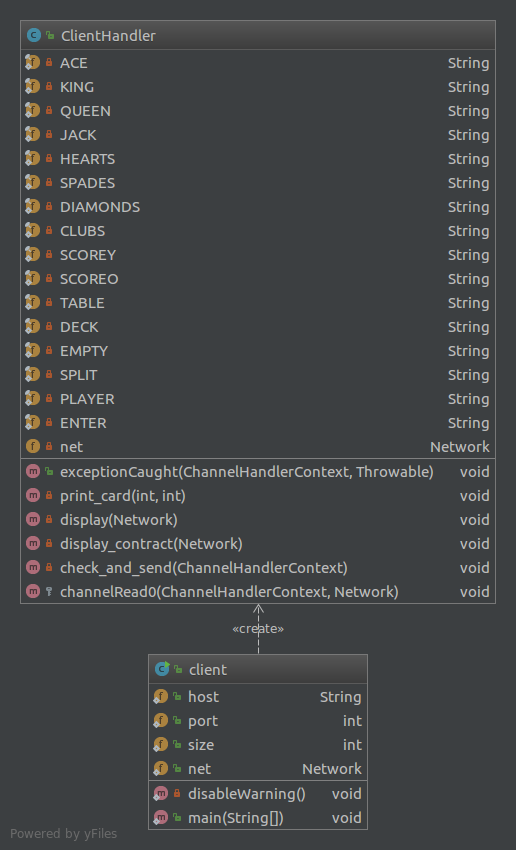 ClientHandler
ACE String
KING String
QUEEN String
JACK String
HEARTS String
SPADES String
DIAMONDS String
CLUBS String
SCOREY String
SCOREO String
TABLE String
DECK String
EMPTY String
SPLIT String
PLAYER String
ENTER String
net Network
exceptionCaught(ChannelHandlerContext, Throwable) void
print_card(int, int) void
display(Network) void
display_contract(Network) void
check_and_send(ChannelHandlerContext) void
channelRead0(ChannelHandlerContext, Network) void
«create»
client
host String
port int
size int
net Network
disableWarning() void
main(String[]) void
Powered by yFiles